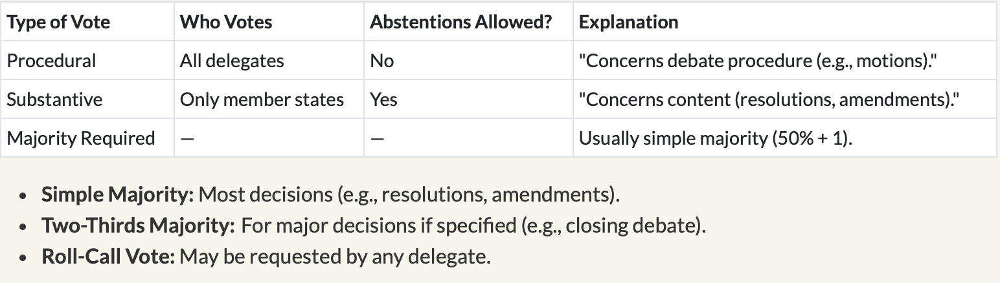 Type of Vote Who Votes Abstentions Allowed? Explanation
Procedural All delegates No "Concerns debate procedure (e.g., motions)."
Substantive Only member states Yes "Concerns content (resolutions, amendments)."
Majority Required — — Usually simple majority (50% + 1).
• Simple Majority: Most decisions (e.g., resolutions, amendments).
• Two-Thirds Majority: For major decisions if specified (e.g., closing debate).
• Roll-Call Vote: May be requested by any delegate.